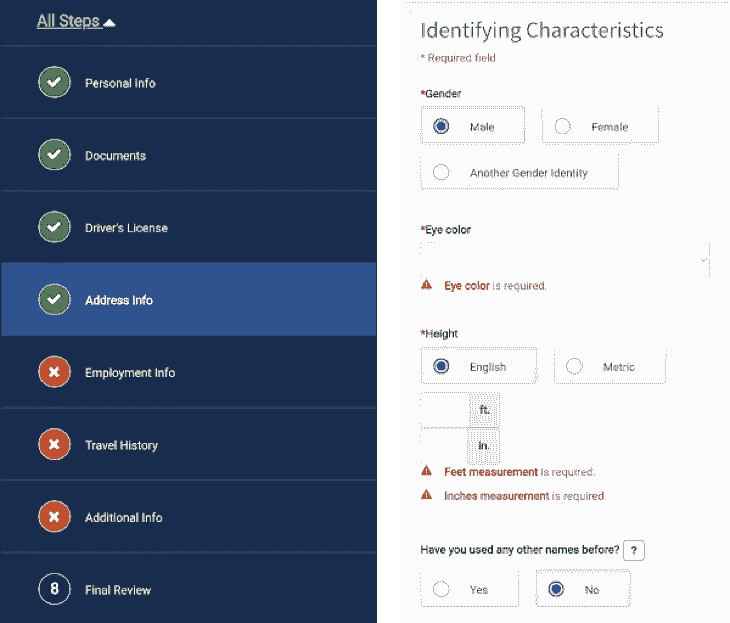 All Steps
Personal Info
Documents
Driver's License
Address Info
Employment Info
Travel History
Additional Info
8 Final Review
Identifying Characteristics
* Required field
*Gender
Male Female
Another Gender Identity
*Eye color
Eye color is required.
*Height
English Metric
ft.
in.
Feet measurement is required.
Inches measurement is required.
Have you used any other names before? ?
Yes No